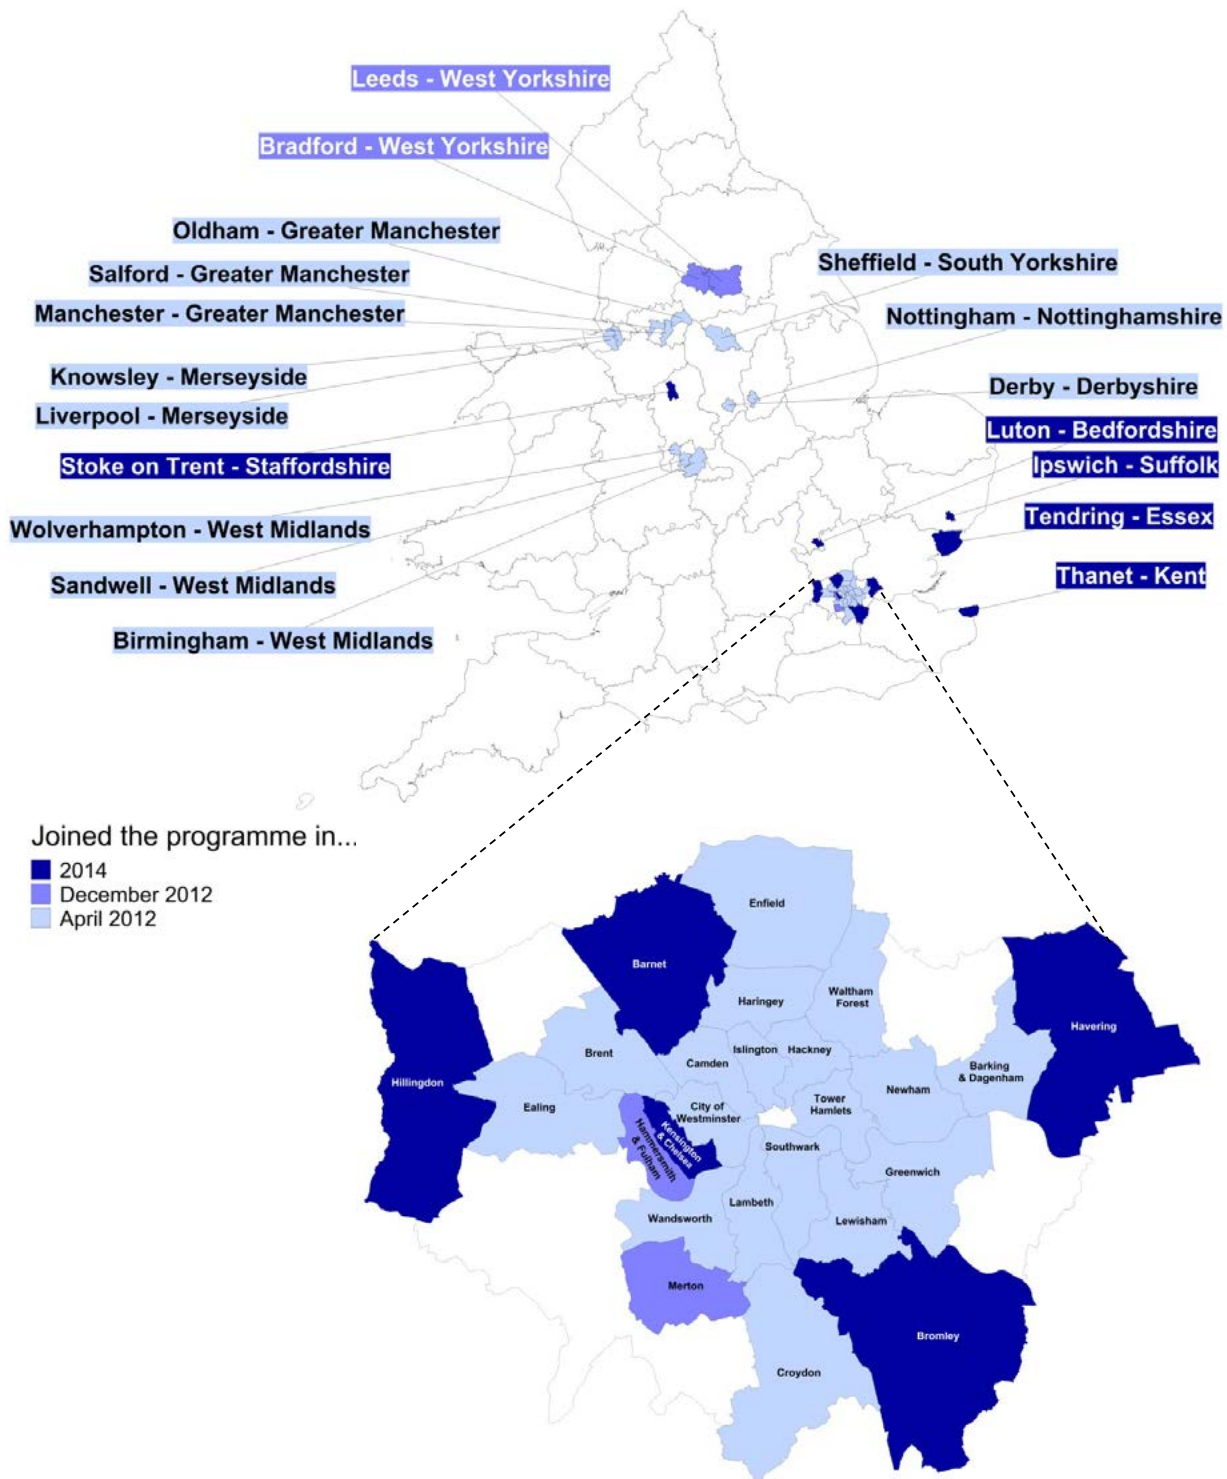 Leeds - West Yorkshire
Bradford - West Yorkshire
Oldham - Greater Manchester
Salford - Greater Manchester
Manchester - Greater Manchester
Knowsley - Merseyside
Liverpool - Merseyside
Stoke on Trent - Staffordshire
Wolverhampton - West Midlands
Sandwell - West Midlands
Birmingham - West Midlands
Sheffield - South Yorkshire
Nottingham - Nottinghamshire
Derby - Derbyshire
Luton - Bedfordshire
Ipswich - Suffolk
Tendring - Essex
Thanet - Kent
Joined the programme in...
2014
December 2012
April 2012
Enfield
Barnet
Haringey
Waltham
Forest
Havering
Brent
Camden
Islington
Hackney
Barking
& Dagenham
Hillingdon
Ealing
City of
Westminster
Tower
Hamlets
Newham
Kensington
& Chelsea
Hammersmith
& Fulham
Southwark
Greenwich
Wandsworth
Lambeth
Lewisham
Merton
Bromley
Croydon